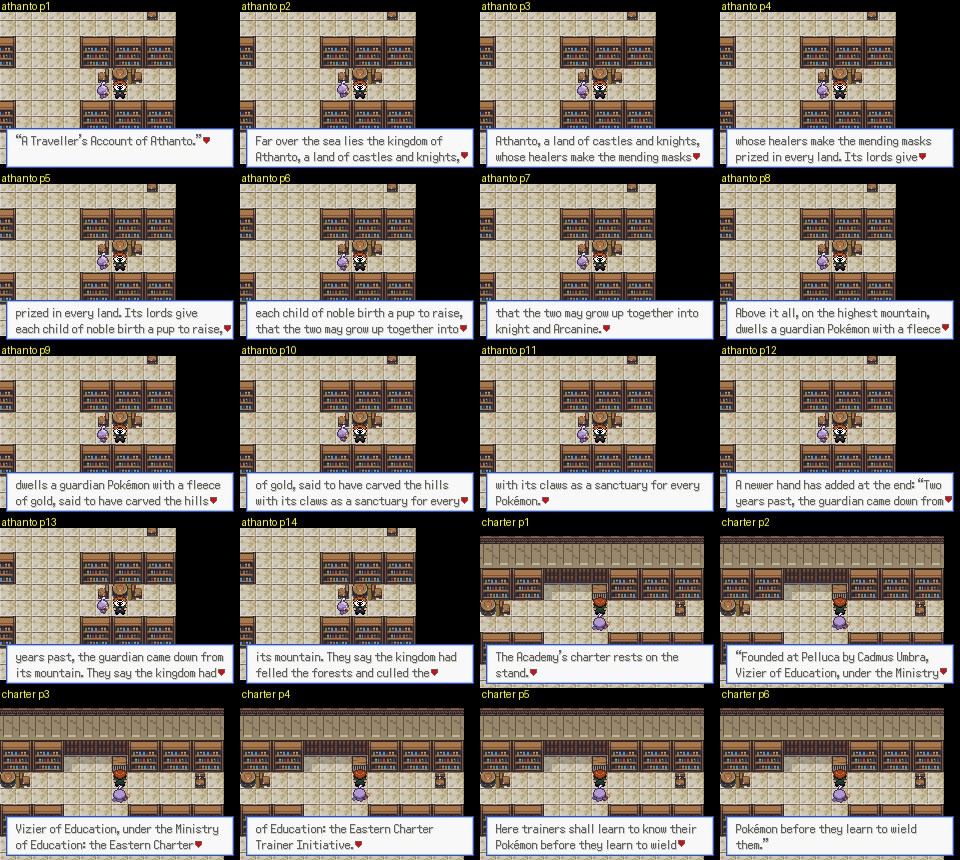 athanto p1
“A Traveller's Account of Athanto.”
athanto p2
Far over the sea lies the kingdom of
Athanto, a land of castles and knights,
athanto p3
Athanto, a land of castles and knights,
whose healers make the mending masks
athanto p4
whose healers make the mending masks
prized in every land. Its lords give
athanto p5
prized in every land. Its lords give
each child of noble birth a pup to raise,
athanto p6
each child of noble birth a pup to raise,
that the two may grow up together into
athanto p7
that the two may grow up together into
knight and Arcanine.
athanto p8
Above it all, on the highest mountain,
dwells a guardian Pokémon with a fleece
athanto p9
dwells a guardian Pokémon with a fleece
of gold, said to have carved the hills
athanto p10
of gold, said to have carved the hills
with its claws as a sanctuary for every
athanto p11
with its claws as a sanctuary for every
Pokémon.
athanto p12
A newer hand has added at the end: “Two
years past, the guardian came down from
athanto p13
years past, the guardian came down from
its mountain. They say the kingdom had
athanto p14
its mountain. They say the kingdom had
felled the forests and culled the
charter p1
The Academy's charter rests on the
stand.
charter p2
“Founded at Pelluca by Cadmus Umbra,
Vizier of Education, under the Ministry
charter p3
Vizier of Education, under the Ministry
of Education: the Eastern Charter
charter p4
of Education: the Eastern Charter
Trainer Initiative.
charter p5
Here trainers shall learn to know their
Pokémon before they learn to wield
charter p6
Pokémon before they learn to wield
them.”